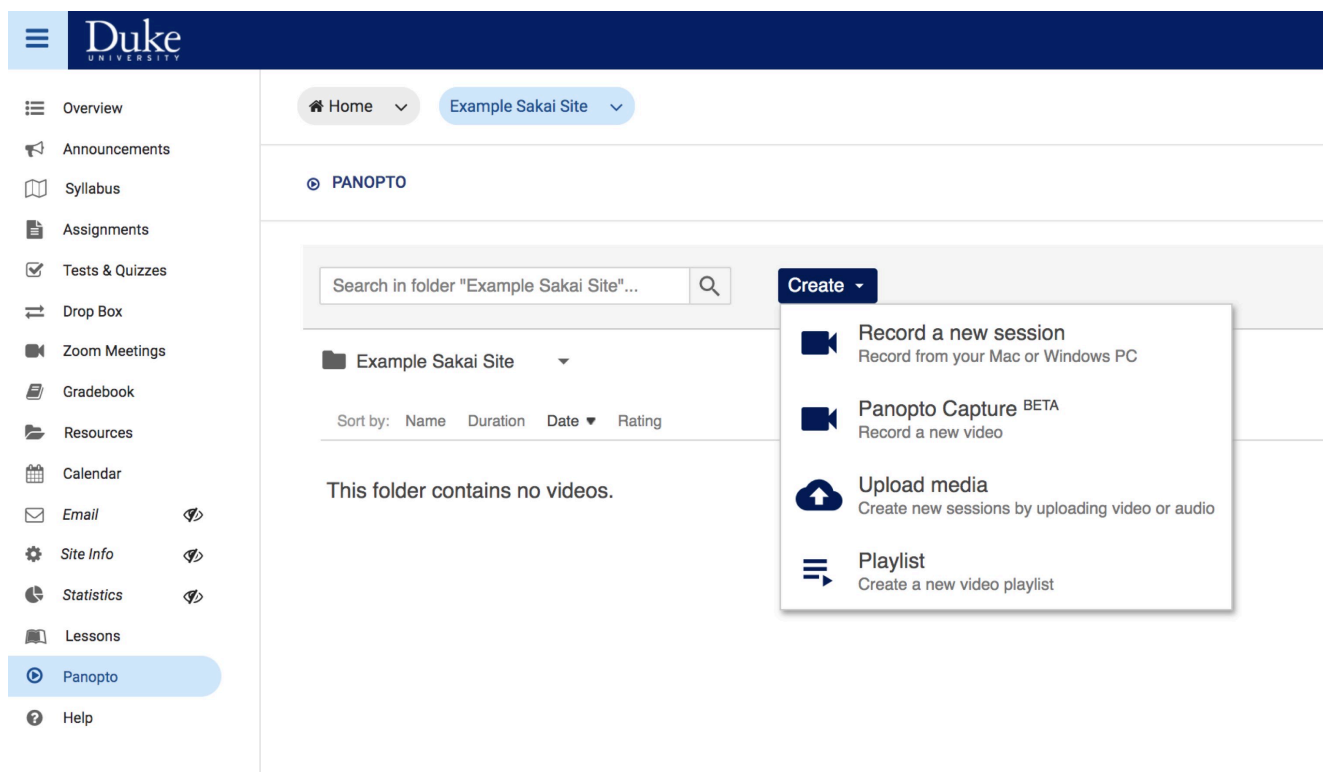 Duke
UNIVERSITY
Overview
Announcements
Syllabus
Assignments
Tests & Quizzes
Drop Box
Zoom Meetings
Gradebook
Resources
Calendar
Email
Site Info
Statistics
Lessons
Panopto
Help
Home
Example Sakai Site
PANOPTO
Search in folder "Example Sakai Site"...
Create
Example Sakai Site
Sort by: Name Duration Date Rating
This folder contains no videos.
Record a new session
Record from your Mac or Windows PC
Panopto Capture BETA
Record a new video
Upload media
Create new sessions by uploading video or audio
Playlist
Create a new video playlist